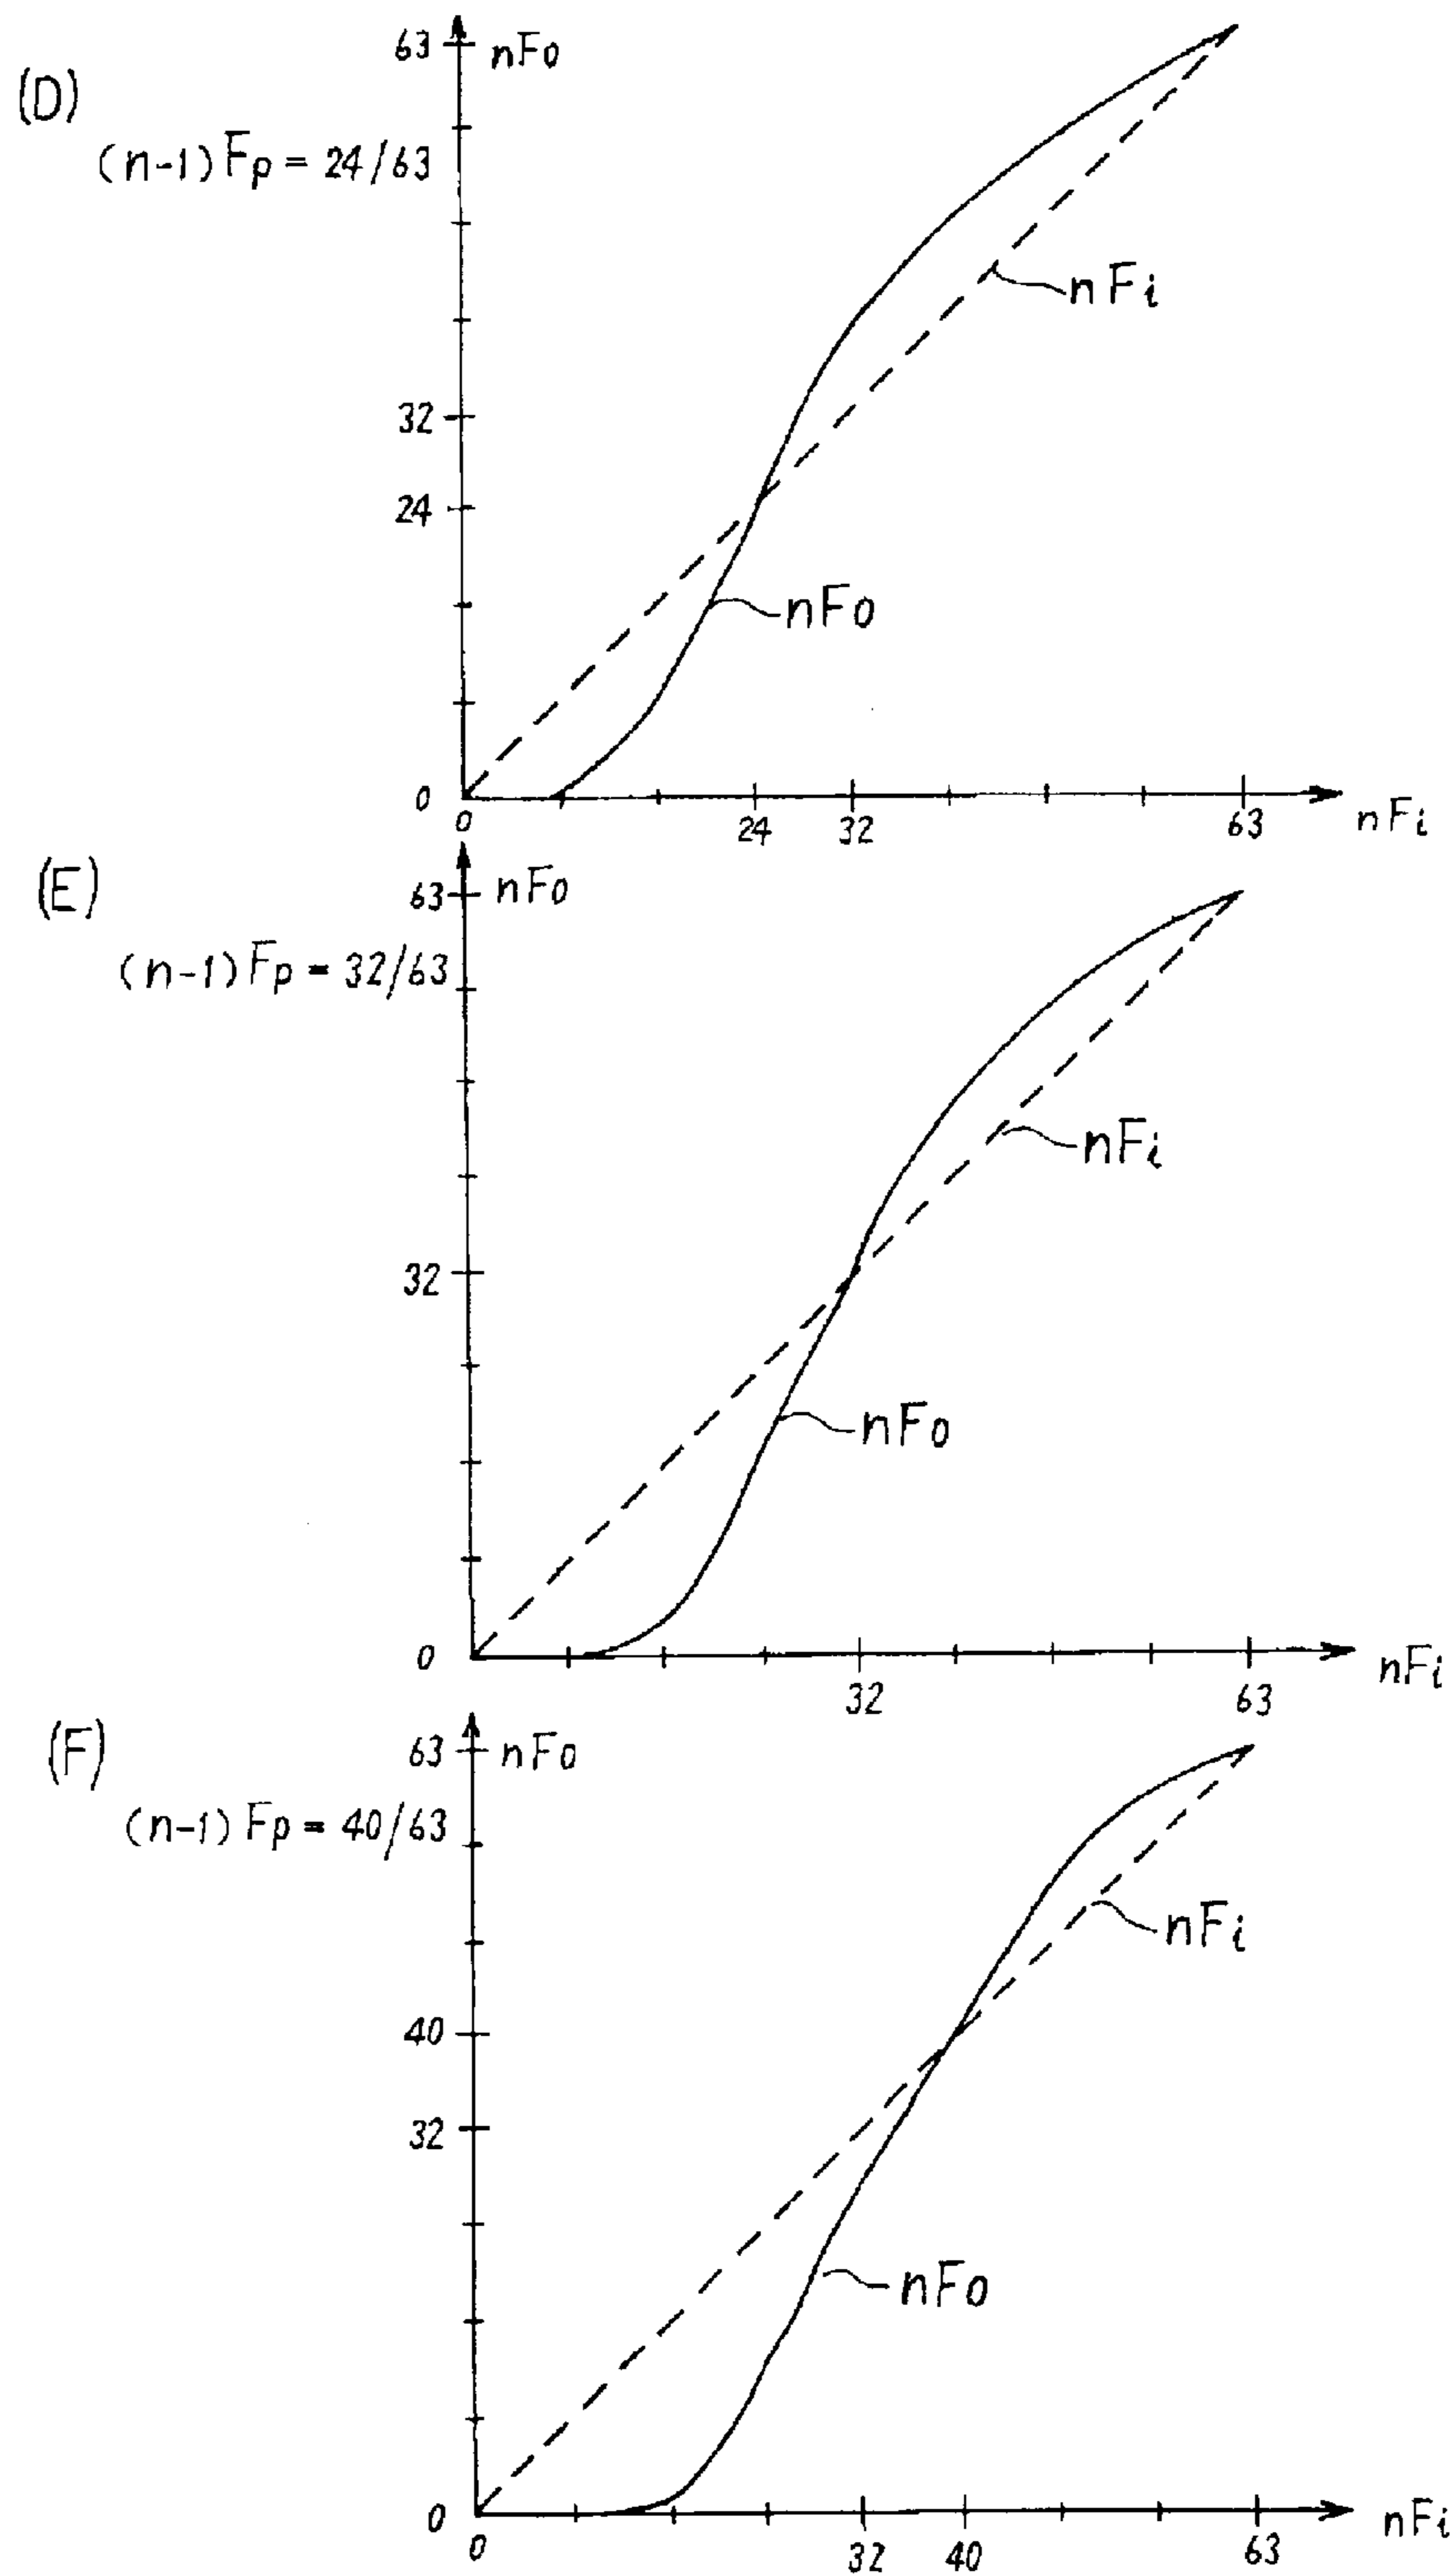 63 nFo
(D)
(n-1) Fp = 24/63
nFi
32
24
nFo
0
0 24 32 63 nFi
(E)
63 nFo
(n-1) Fp = 32/63
nFi
32
nFo
0
32 63 nFi
(F)
63 nFo
(n-1) Fp = 40/63
nFi
40
32
nFo
0
0 32 40 63 nFi